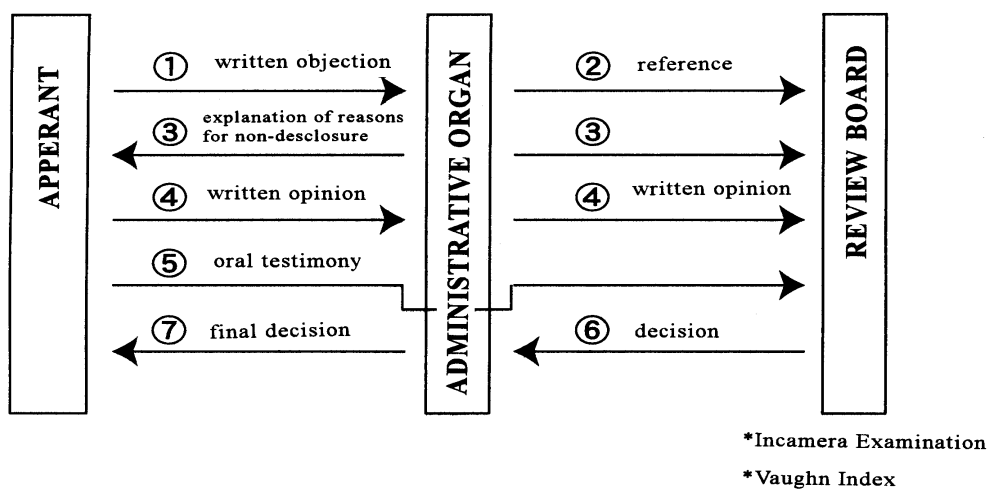 APPERANT
ADMINISTRATIVE ORGAN
REVIEW BOARD
① written objection
② reference
③ explanation of reasons
for non-desclosure
③
④ written opinion
④ written opinion
⑤ oral testimony
⑦ final decision
⑥ decision
*Incamera Examination
*Vaughn Index